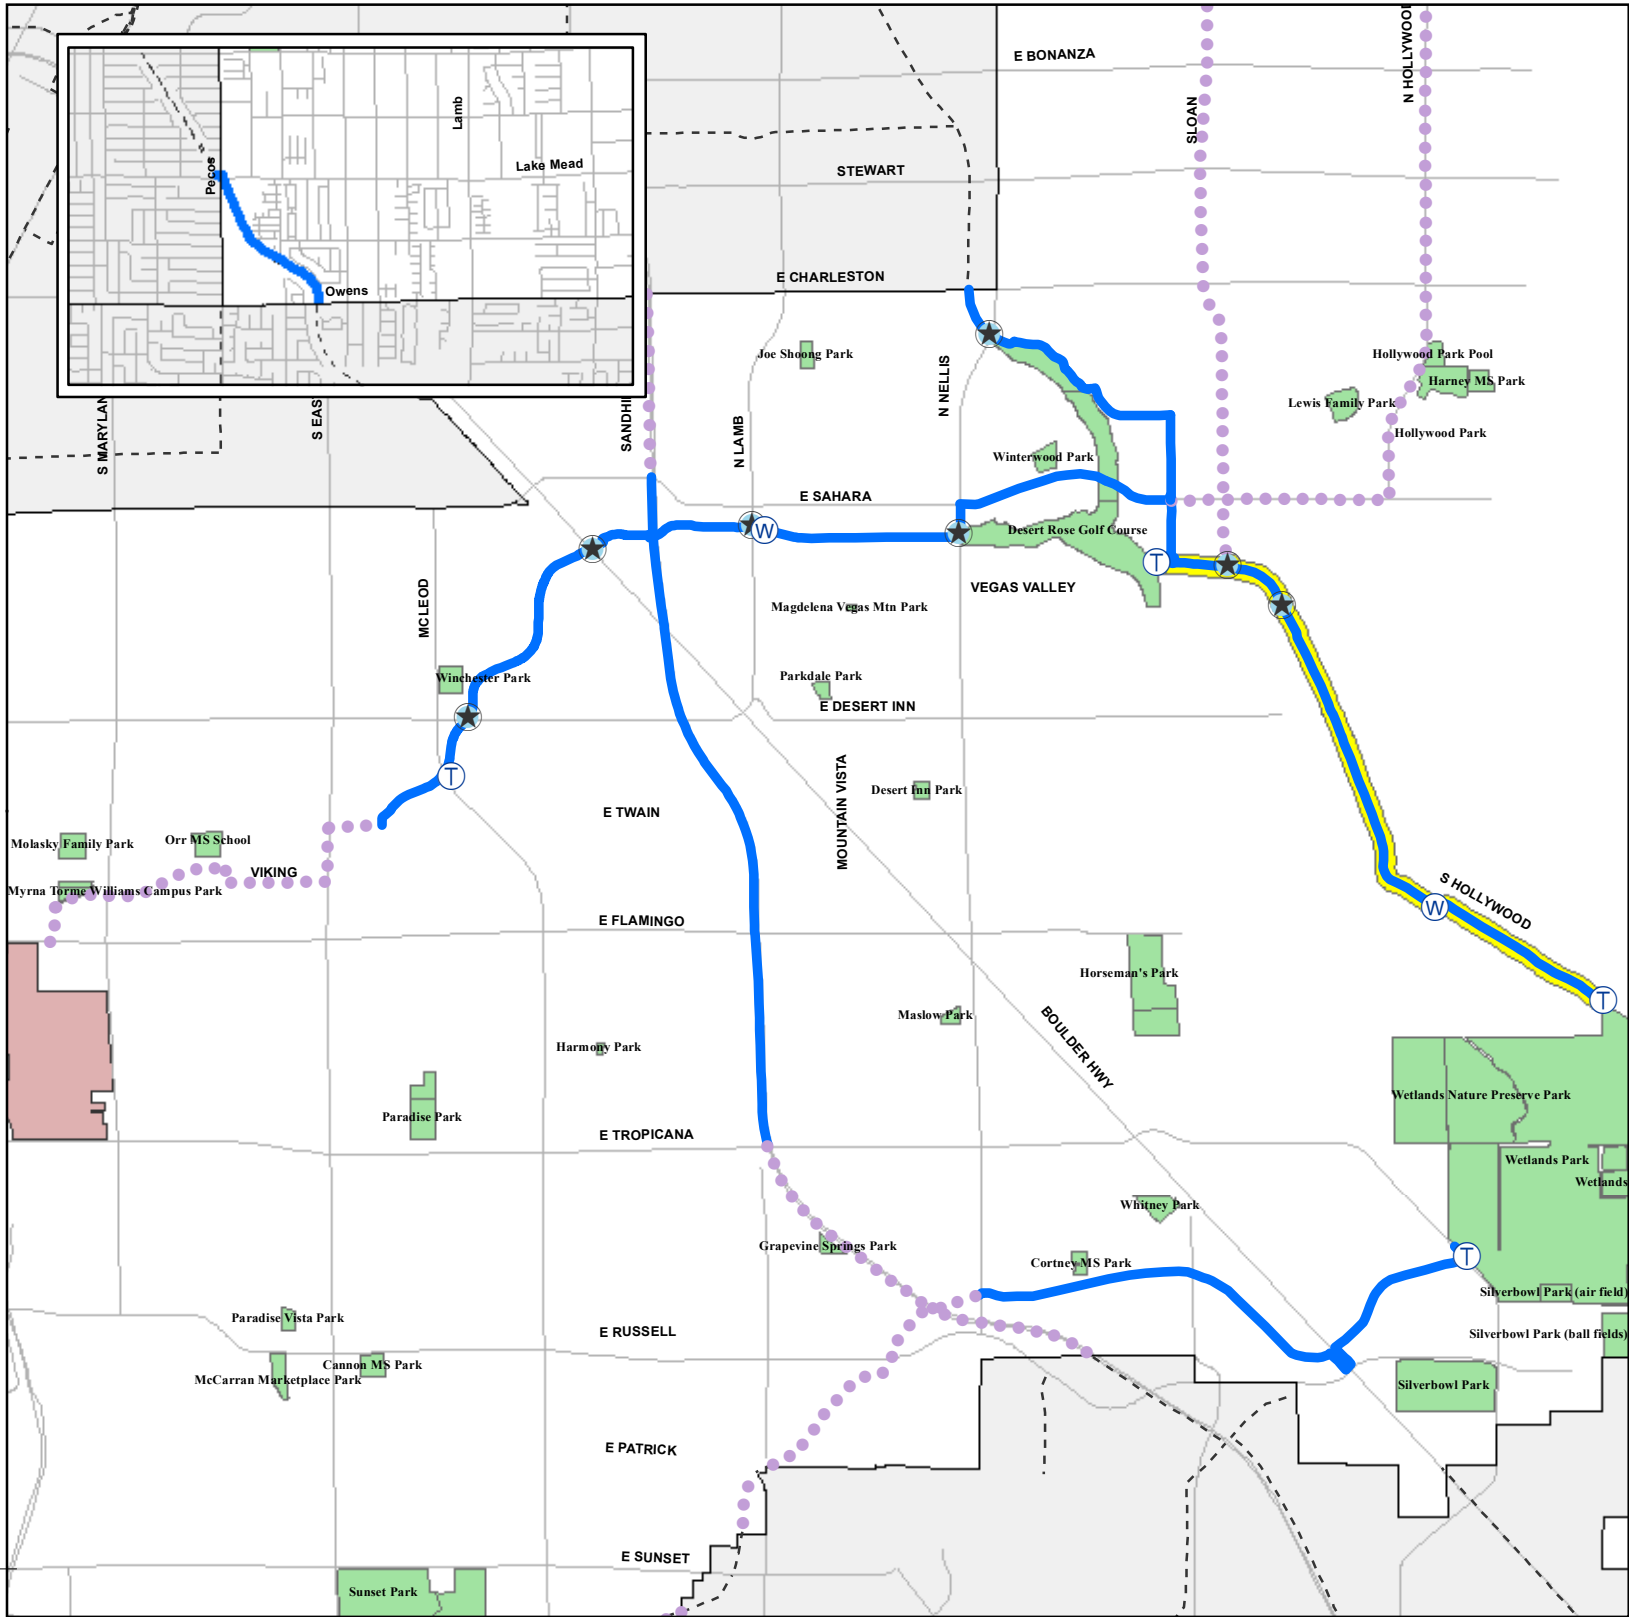 N HOLLYWOOD
E BONANZA
SLOAN
Lamb
Lake Mead
Pecos
STEWART
E CHARLESTON
Owens
Joe Shoong Park
Hollywood Park Pool
Harney MS Park
N NELLIS
Lewis Family Park
S MARYLAN
S EAS
SANDHI
N LAMB
Hollywood Park
Winterwood Park
E SAHARA
W
Desert Rose Golf Course
T
VEGAS VALLEY
MCLEOD
Magdelena Vegas Mtn Park
Winchester Park
Parkdale Park
E DESERT INN
T
MOUNTAIN VISTA
Desert Inn Park
E TWAIN
Molasky Family Park
Orr MS School
VIKING
Myrna Torme Williams Campus Park
S HOLLYWOOD
W
E FLAMINGO
Horseman's Park
T
Maslow Park
BOULDER HWY
Harmony Park
Wetlands Nature Preserve Park
Paradise Park
E TROPICANA
Wetlands Park
Wetlands
Whitney Park
Grapevine Springs Park
Cortney MS Park
T
Silverbowl Park (air field)
Paradise Vista Park
E RUSSELL
Silverbowl Park (ball fields)
Cannon MS Park
McCarran Marketplace Park
Silverbowl Park
E PATRICK
E SUNSET
Sunset Park